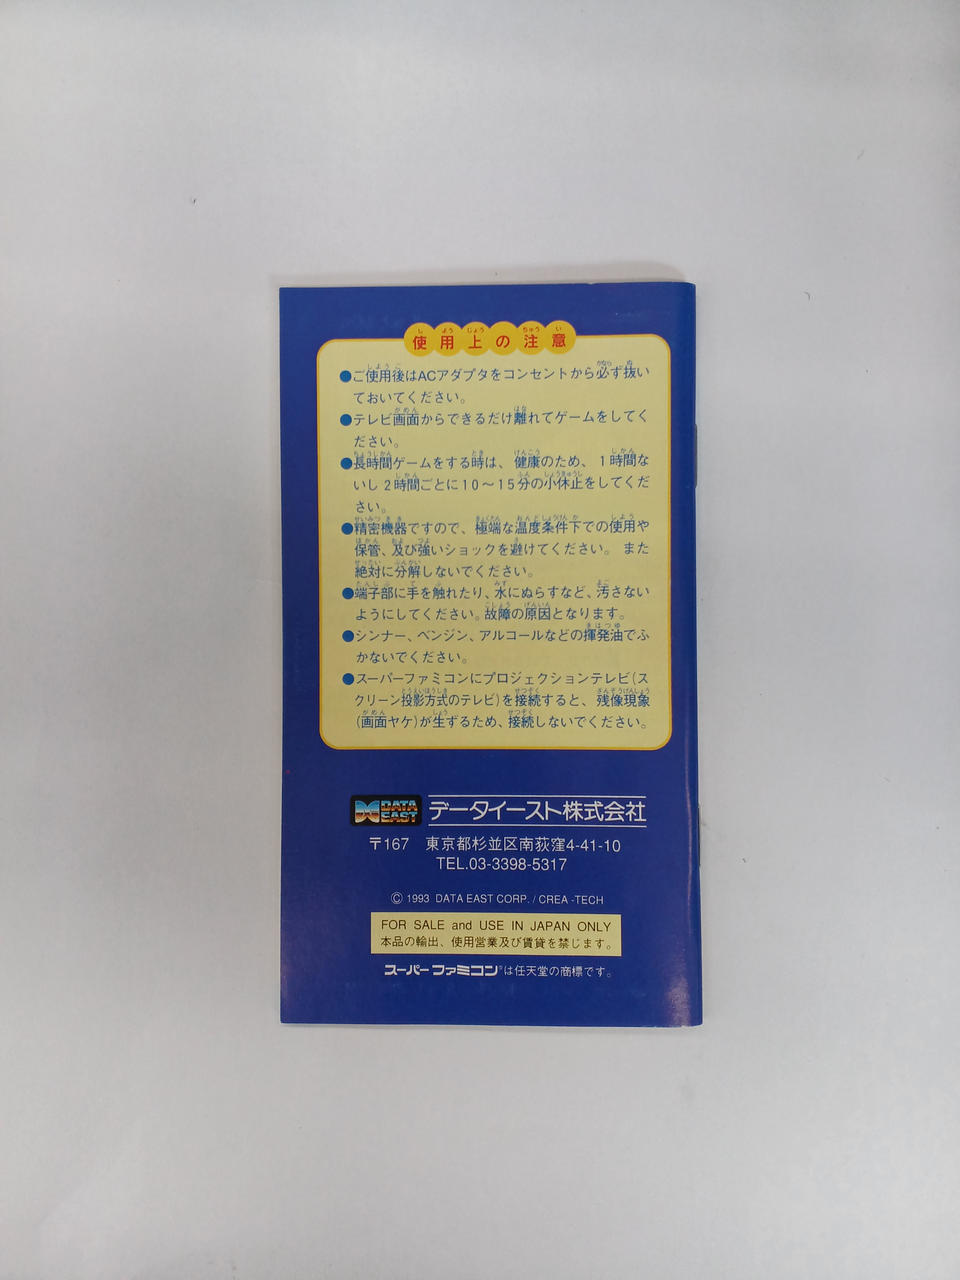 使用上の注意
●ご使用後はACアダプタをコンセントから必ず抜い
ておいてください。
●テレビ画面からできるだけ離れてゲームをしてく
ださい。
●長時間ゲームをする時は、健康のため、1時間な
いし2時間ごとに10～15分の小休止をしてくだ
さい。
●精密機器ですので、極端な温度条件下での使用や
保管、及び強いショックを避けてください。また
絶対に分解しないでください。
●端子部に手を触れたり、水にぬらすなど、汚さない
ようにしてください。故障の原因となります。
●シンナー、ベンジン、アルコールなどの揮発油でふ
かないでください。
●スーパーファミコンにプロジェクションテレビ(ス
クリーン投影方式のテレビ)を接続すると、残像現象
(画面ヤケ)が生ずるため、接続しないでください。
DATA EAST データイースト株式会社
〒167 東京都杉並区南荻窪4-41-10
TEL.03-3398-5317
© 1993 DATA EAST CORP. / CREA-TECH
FOR SALE and USE IN JAPAN ONLY
本品の輸出、使用営業及び賃貸を禁じます。
スーパーファミコン®は任天堂の商標です。